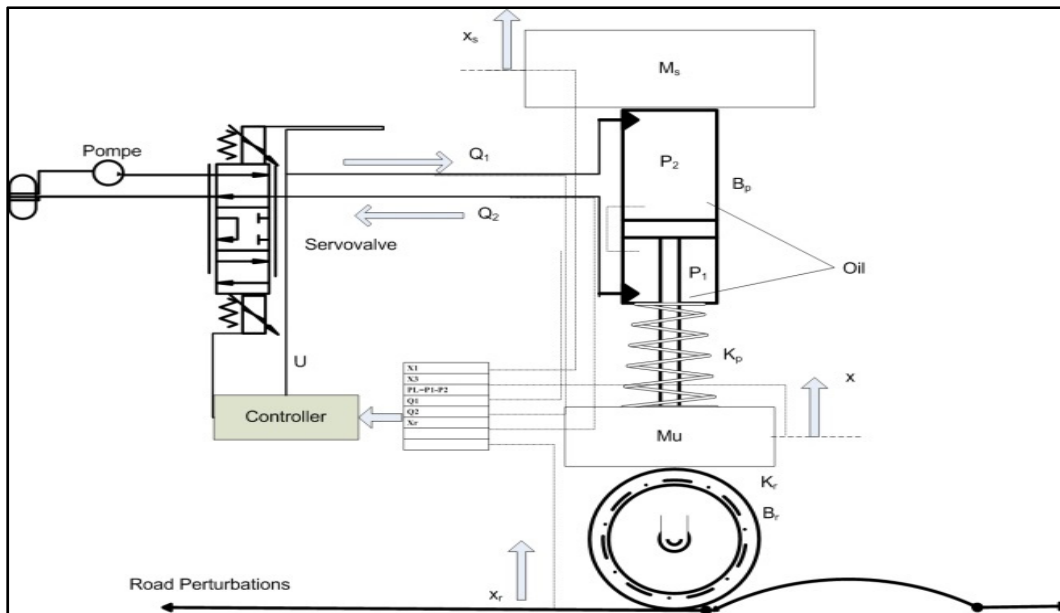 xs
Ms
Pompe
Q1
P2
Bp
Q2
Servovalve
P1
Oil
U
Kp
X1
X3
PL=P1-P2
Q1
Q2
Xr
x
Controller
Mu
Kr
Br
Road Perturbations
xr